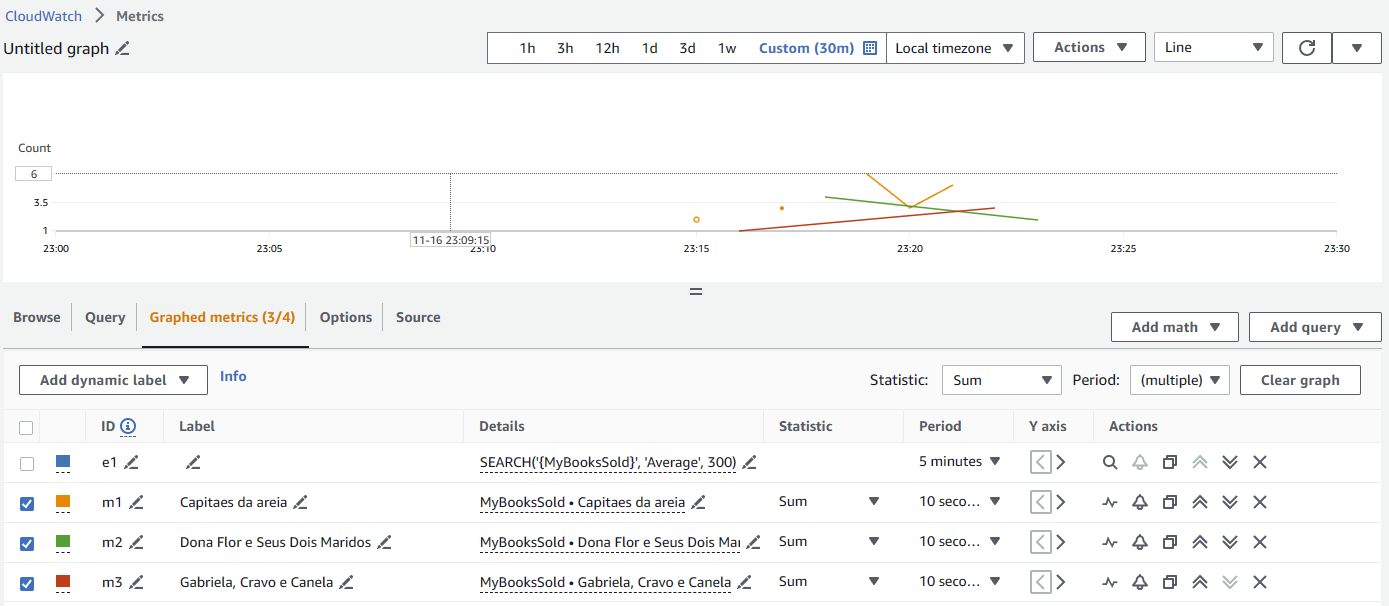 CloudWatch Metrics
Untitled graph
1h 3h 12h 1d 3d 1w Custom (30m) Local timezone Actions Line
Count
6
3.5
1
23:00 23:05 23:10 23:15 23:20 23:25 23:30
11-16 23:09:15
Browse Query Graphed metrics (3/4) Options Source
Add math Add query
Add dynamic label Info Statistic: Sum Period: (multiple) Clear graph
ID Label Details Statistic Period Y axis Actions
e1 SEARCH('{MyBooksSold}', 'Average', 300) 5 minutes
m1 Capitaes da areia MyBooksSold • Capitaes da areia Sum 10 seco...
m2 Dona Flor e Seus Dois Maridos MyBooksSold • Dona Flor e Seus Dois Mar Sum 10 seco...
m3 Gabriela, Cravo e Canela MyBooksSold • Gabriela, Cravo e Canela Sum 10 seco...